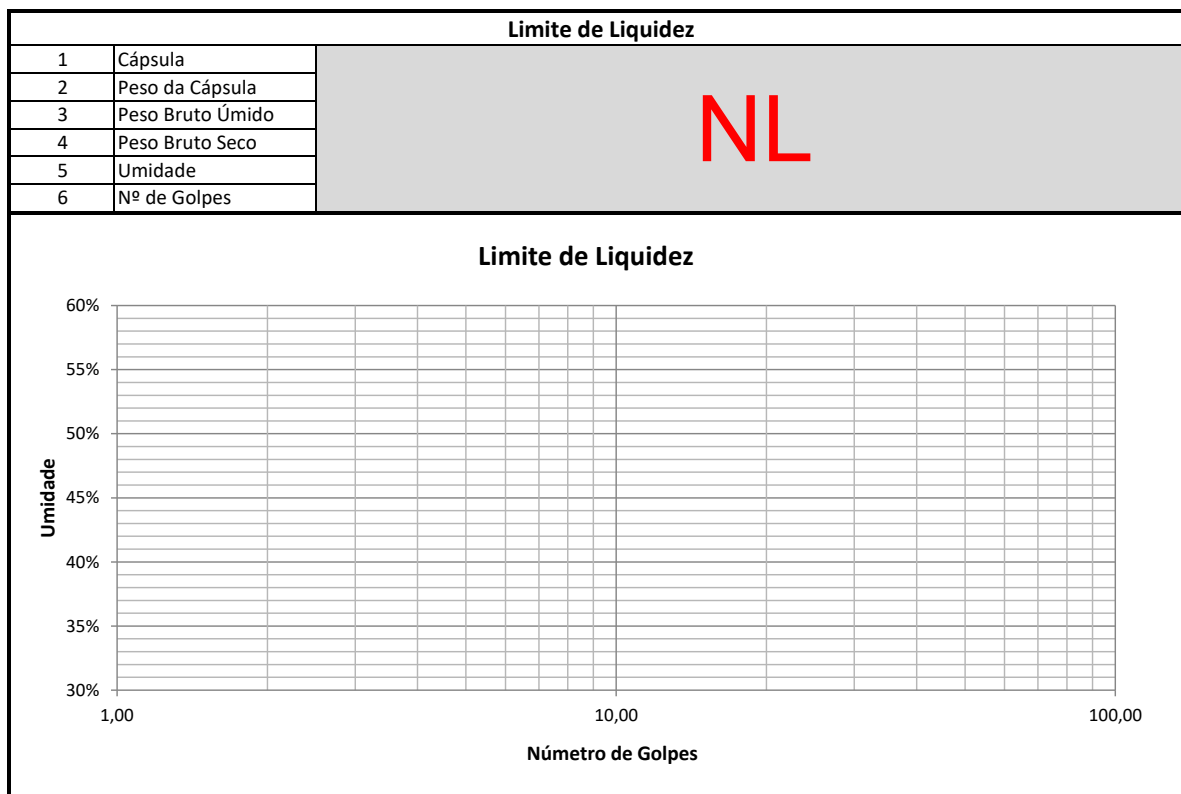 Limite de Liquidez
1 Cápsula
2 Peso da Cápsula
3 Peso Bruto Úmido
4 Peso Bruto Seco
5 Umidade
6 Nº de Golpes
NL
Limite de Liquidez
60%
55%
50%
45%
40%
35%
30%
Umidade
1,00 10,00 100,00
Númetro de Golpes